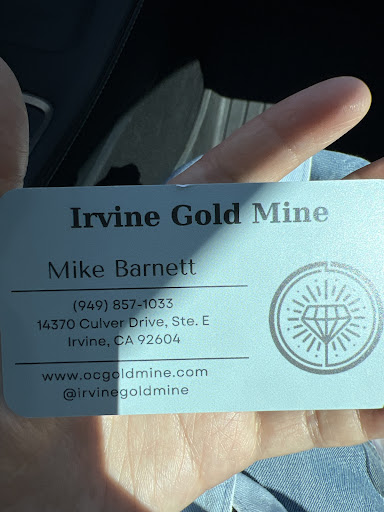 Irvine Gold Mine
Mike Barnett
(949) 857-1033
14370 Culver Drive, Ste. E
Irvine, CA 92604
www.ocgoldmine.com
@irvinegoldmine